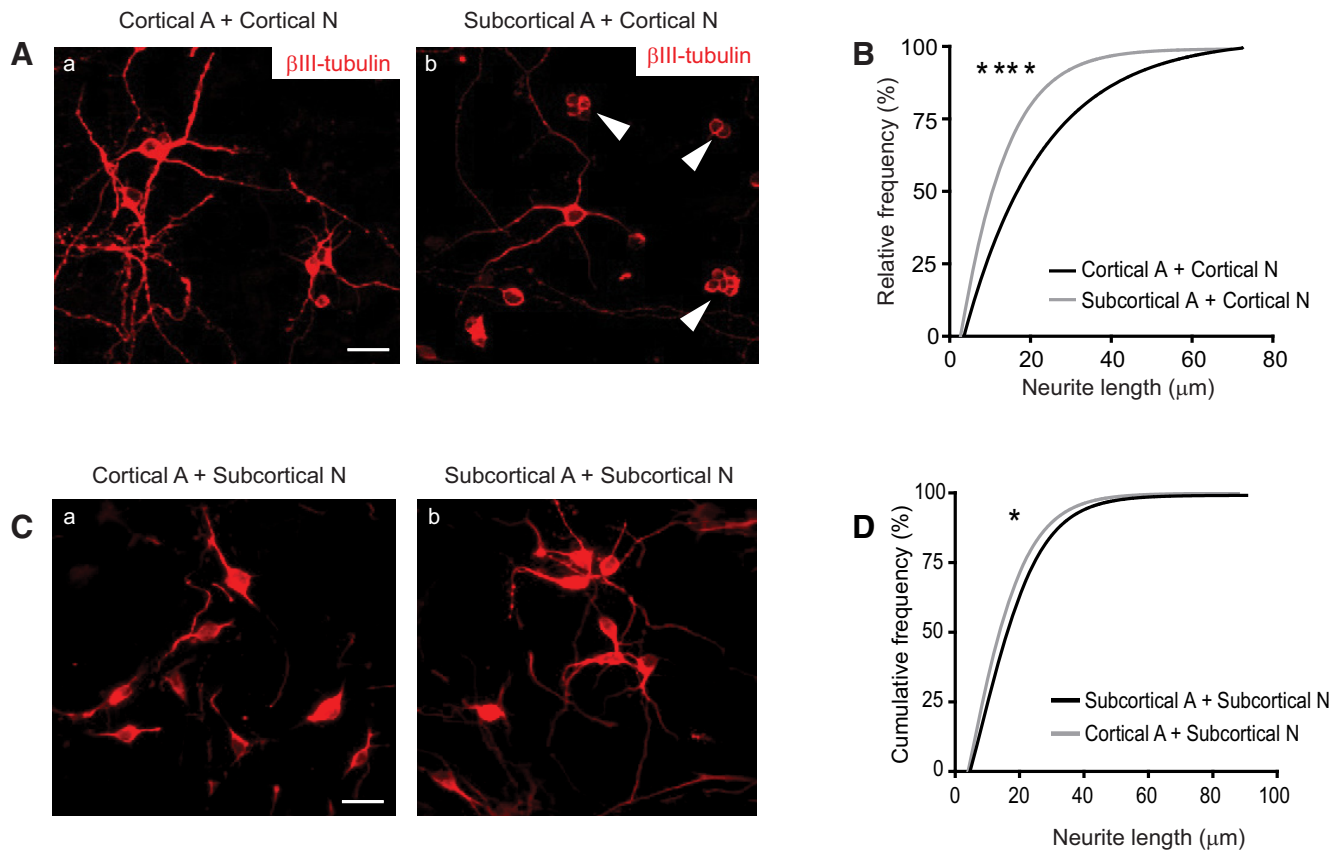 Cortical A + Cortical N
Subcortical A + Cortical N
A
a
βIII-tubulin
b
βIII-tubulin
B
Relative frequency (%)
100
75
50
25
0
* *** *
Cortical A + Cortical N
Subcortical A + Cortical N
0 20 40 60 80
Neurite length (μm)
Cortical A + Subcortical N
Subcortical A + Subcortical N
C
a
b
D
Cumulative frequency (%)
100
75
50
25
0
*
Subcortical A + Subcortical N
Cortical A + Subcortical N
0 20 40 60 80 100
Neurite length (μm)